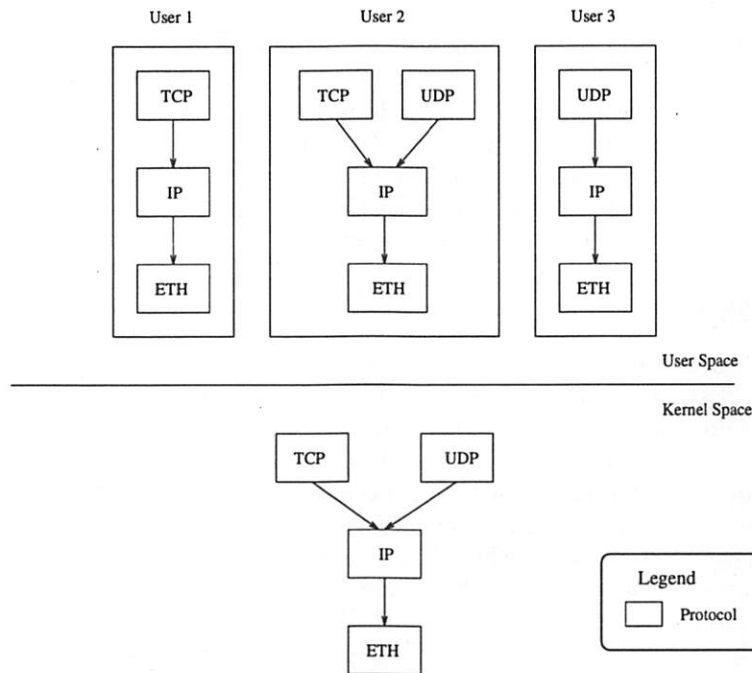 User 1
User 2
User 3
TCP
TCP
UDP
UDP
IP
IP
IP
ETH
ETH
ETH
User Space
Kernel Space
TCP
UDP
IP
ETH
Legend
Protocol